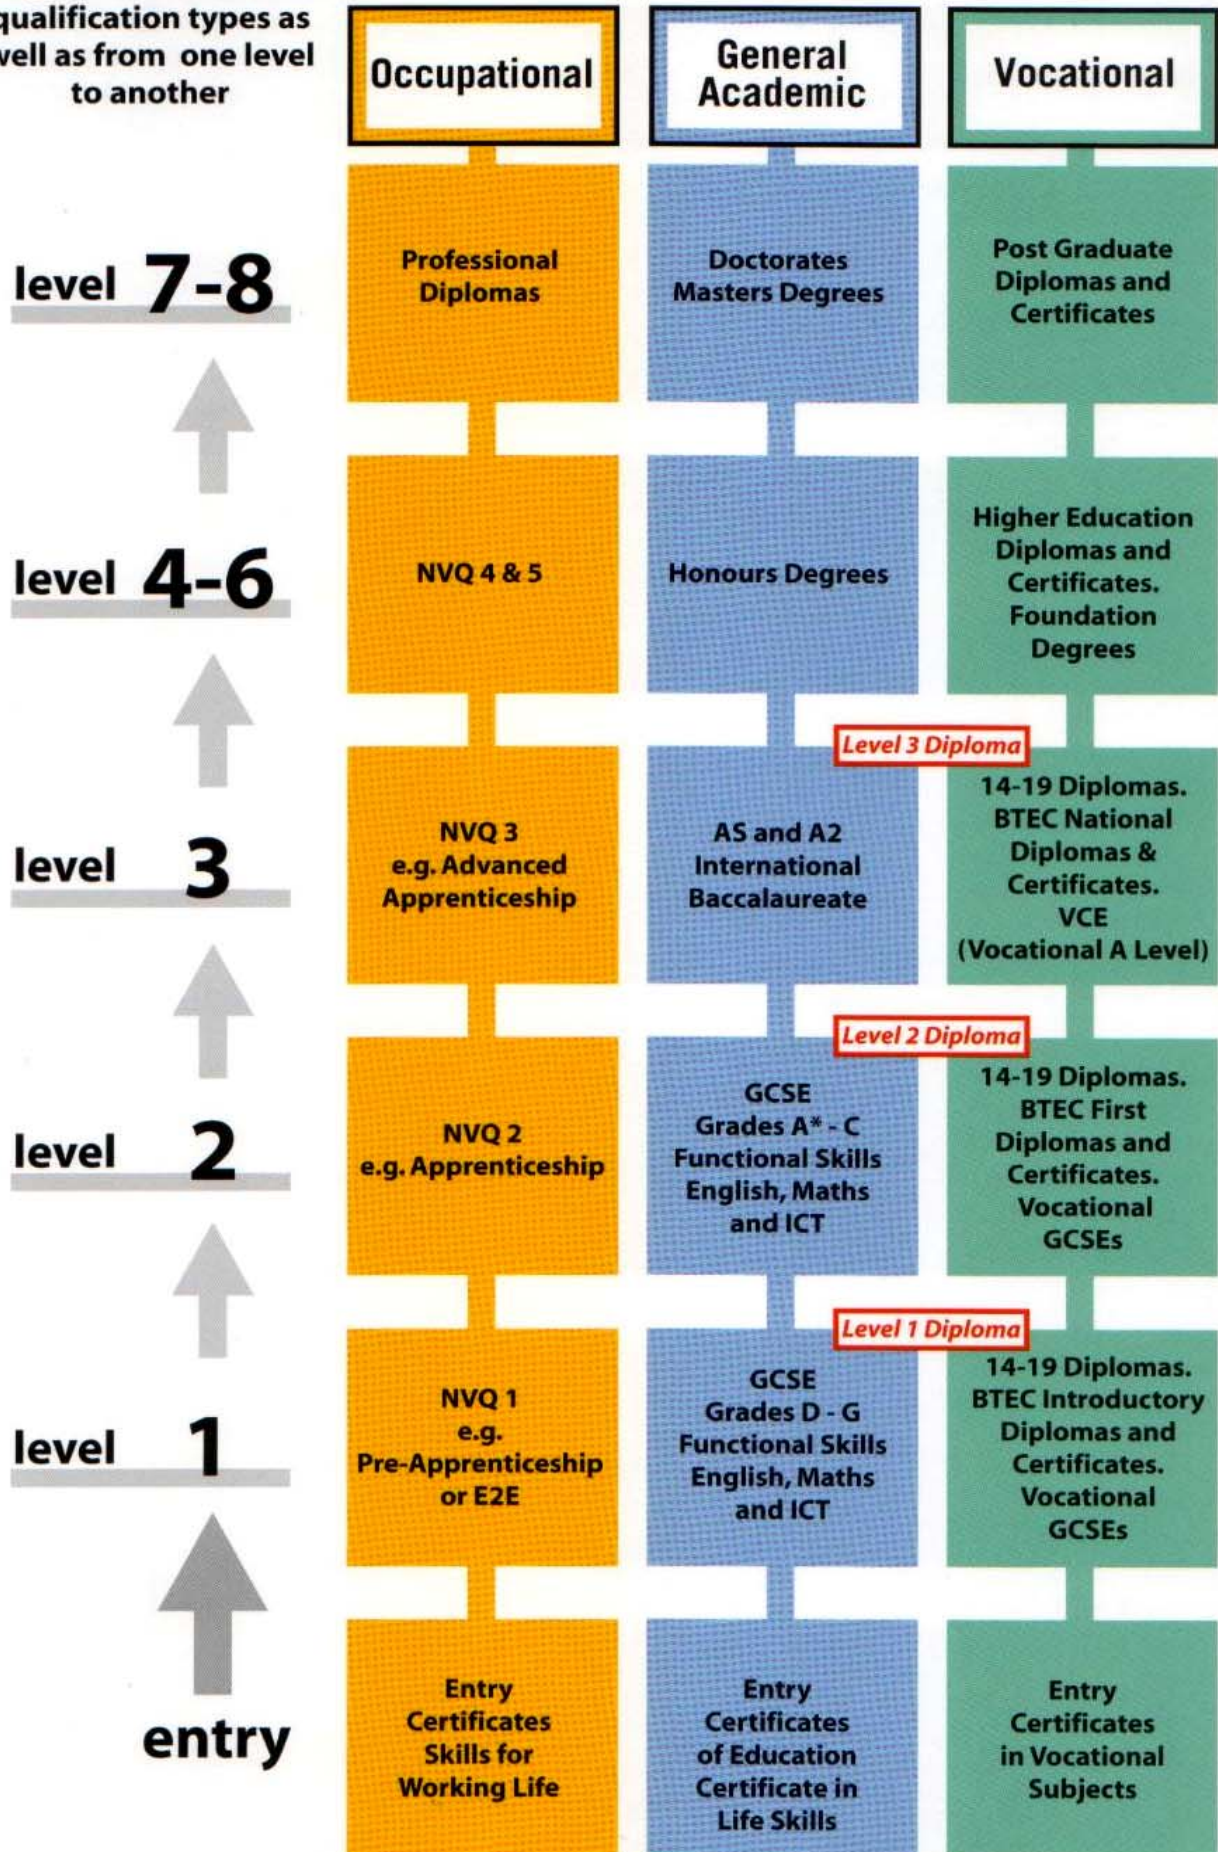 qualification types as
well as from one level
to another
Occupational
General
Academic
Vocational
level 7-8
Professional
Diplomas
Doctorates
Masters Degrees
Post Graduate
Diplomas and
Certificates
level 4-6
NVQ 4 & 5
Honours Degrees
Higher Education
Diplomas and
Certificates.
Foundation
Degrees
Level 3 Diploma
level 3
NVQ 3
e.g. Advanced
Apprenticeship
AS and A2
International
Baccalaureate
14-19 Diplomas.
BTEC National
Diplomas &
Certificates.
VCE
(Vocational A Level)
Level 2 Diploma
level 2
NVQ 2
e.g. Apprenticeship
GCSE
Grades A* - C
Functional Skills
English, Maths
and ICT
14-19 Diplomas.
BTEC First
Diplomas and
Certificates.
Vocational
GCSEs
Level 1 Diploma
level 1
NVQ 1
e.g.
Pre-Apprenticeship
or E2E
GCSE
Grades D - G
Functional Skills
English, Maths
and ICT
14-19 Diplomas.
BTEC Introductory
Diplomas and
Certificates.
Vocational
GCSEs
entry
Entry
Certificates
Skills for
Working Life
Entry
Certificates
of Education
Certificate in
Life Skills
Entry
Certificates
in Vocational
Subjects